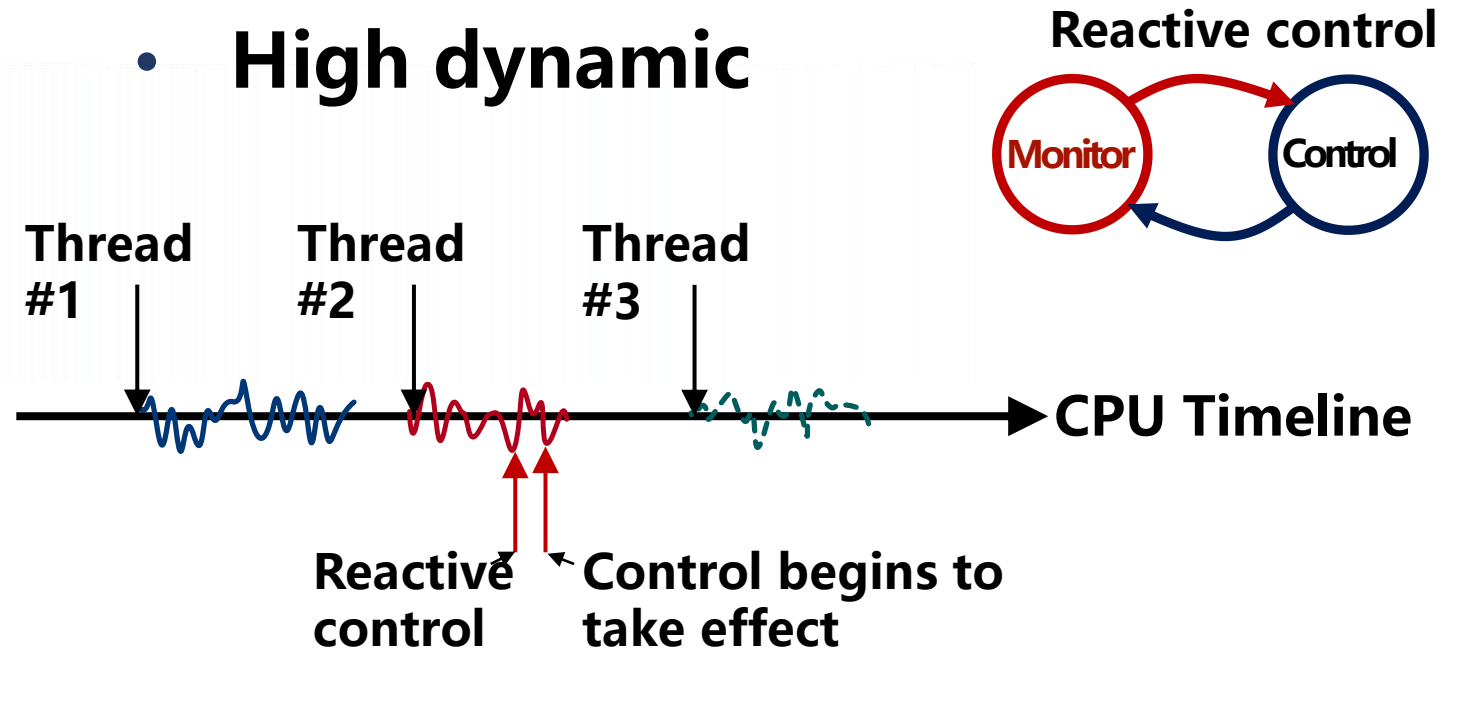 • High dynamic
Reactive control
Monitor
Control
Thread
#1
Thread
#2
Thread
#3
CPU Timeline
Reactive
control
Control begins to
take effect